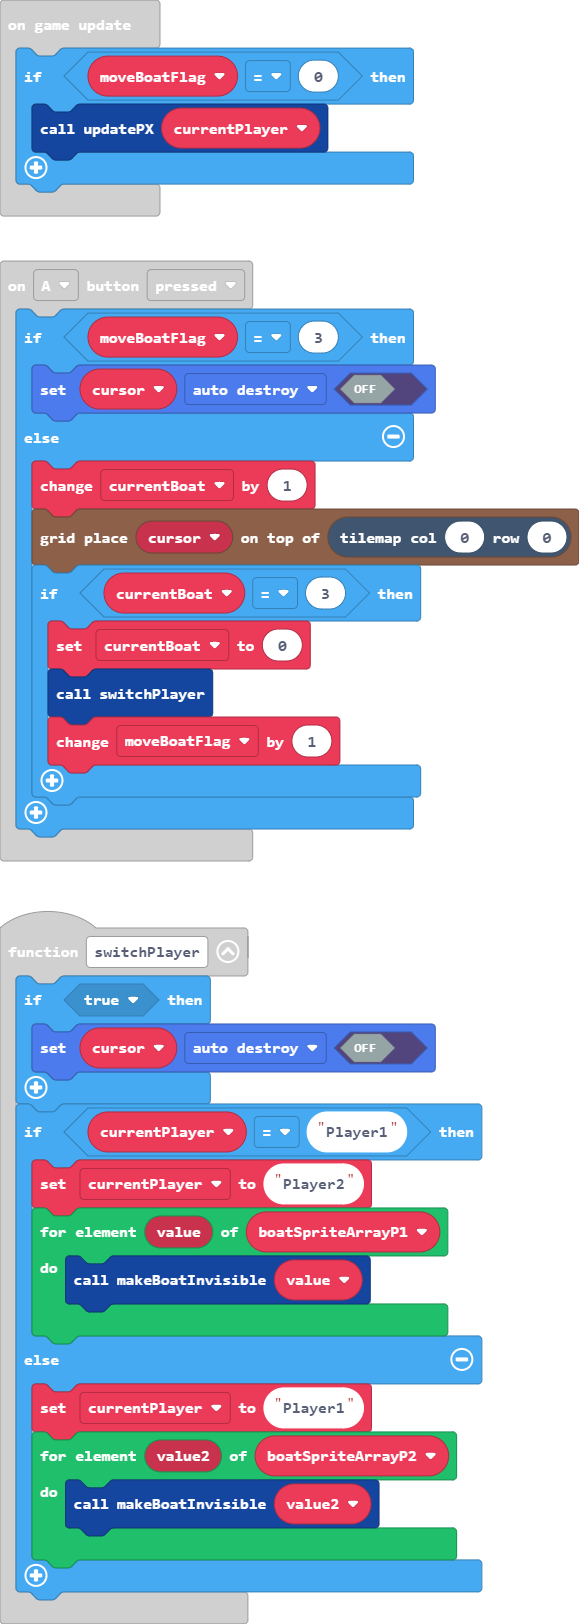 on game update
if moveBoatFlag = 0 then
call updatePX currentPlayer
on A button pressed
if moveBoatFlag = 3 then
set cursor auto destroy OFF
else
change currentBoat by 1
grid place cursor on top of tilemap col 0 row 0
if currentBoat = 3 then
set currentBoat to 0
call switchPlayer
change moveBoatFlag by 1
function switchPlayer
if true then
set cursor auto destroy OFF
if currentPlayer = "Player1" then
set currentPlayer to "Player2"
for element value of boatSpriteArrayP1
do call makeBoatInvisible value
else
set currentPlayer to "Player1"
for element value2 of boatSpriteArrayP2
do call makeBoatInvisible value2